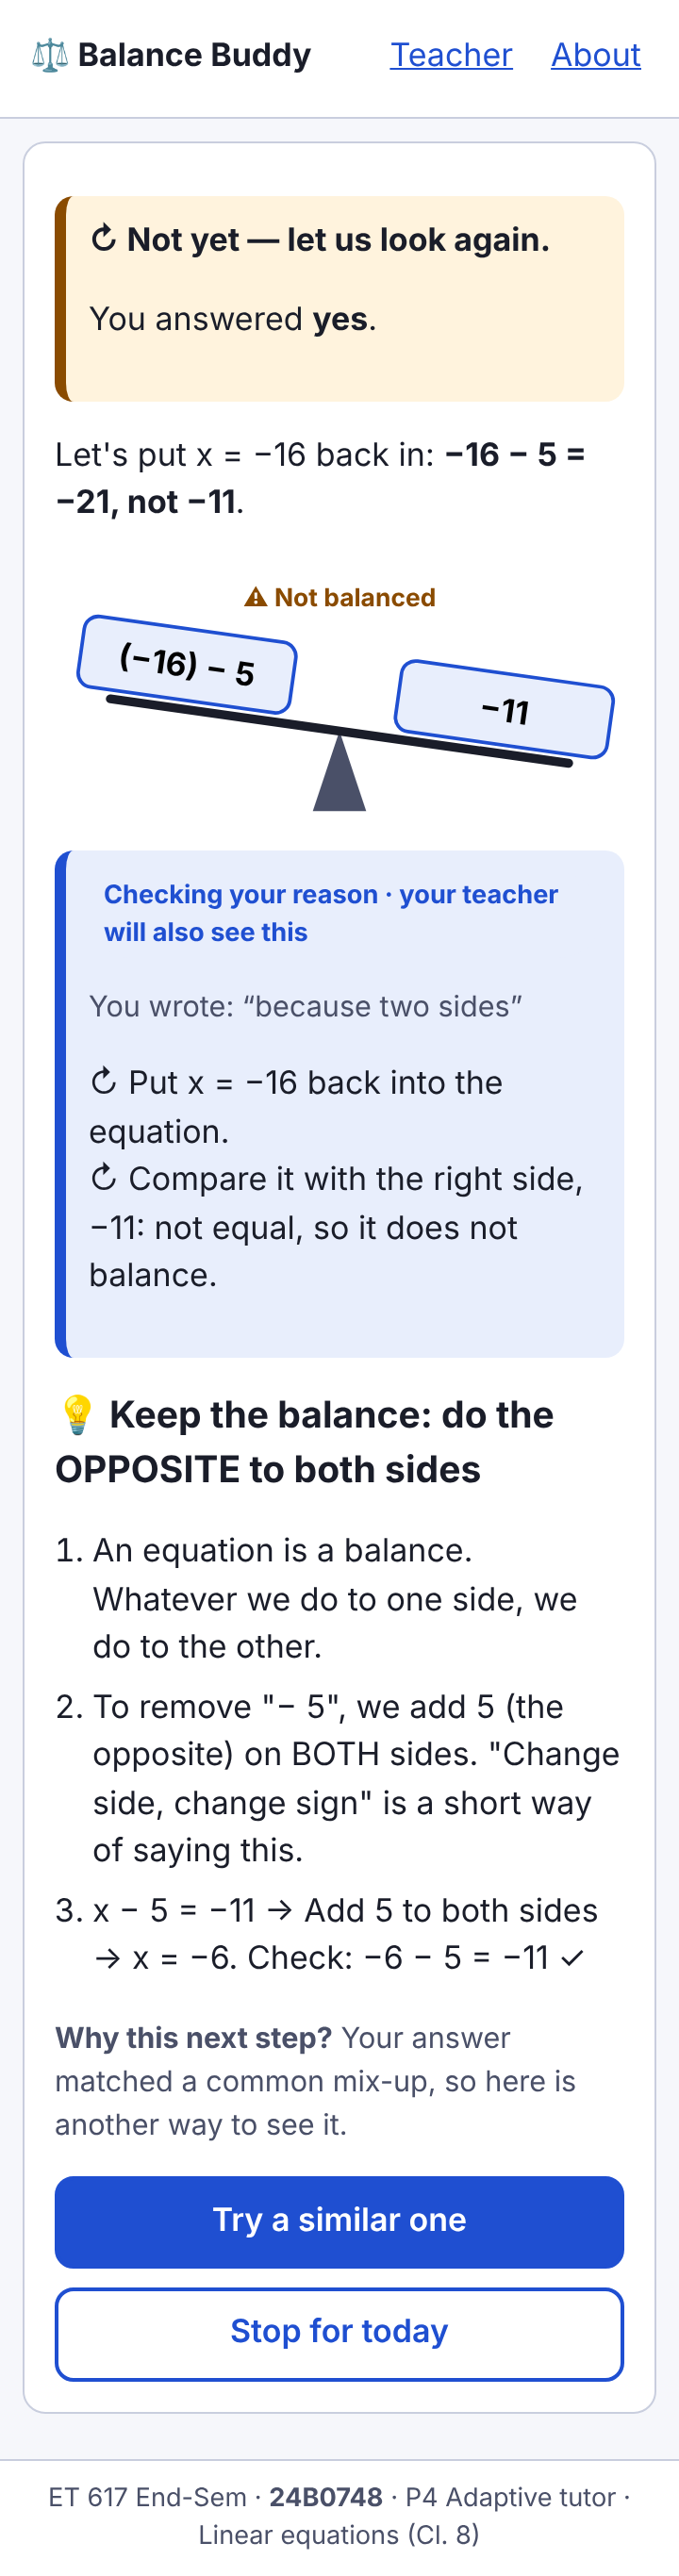 ⚖️ Balance Buddy Teacher About
↻ Not yet — let us look again.
You answered yes.
Let's put x = −16 back in: −16 − 5 =
−21, not −11.
⚠ Not balanced
(−16) − 5
−11
Checking your reason · your teacher
will also see this
You wrote: “because two sides”
↻ Put x = −16 back into the
equation.
↻ Compare it with the right side,
−11: not equal, so it does not
balance.
💡 Keep the balance: do the
OPPOSITE to both sides
1. An equation is a balance.
Whatever we do to one side, we
do to the other.
2. To remove "− 5", we add 5 (the
opposite) on BOTH sides. "Change
side, change sign" is a short way
of saying this.
3. x − 5 = −11 → Add 5 to both sides
→ x = −6. Check: −6 − 5 = −11 ✓
Why this next step? Your answer
matched a common mix-up, so here is
another way to see it.
Try a similar one
Stop for today
ET 617 End-Sem · 24B0748 · P4 Adaptive tutor ·
Linear equations (Cl. 8)